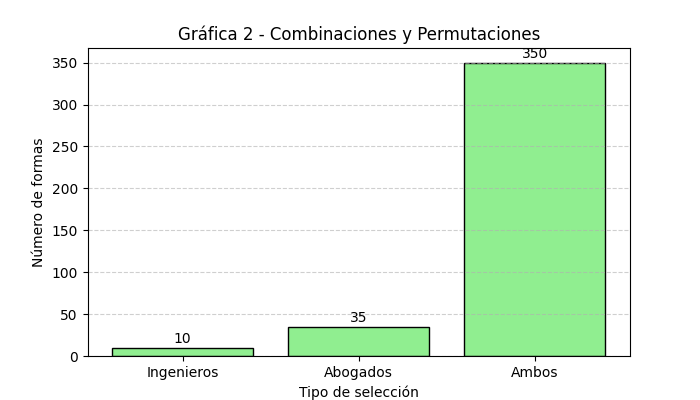 Gráfica 2 - Combinaciones y Permutaciones
Número de formas
350
300
250
200
150
100
50
0
10
35
350
Ingenieros
Abogados
Ambos
Tipo de selección